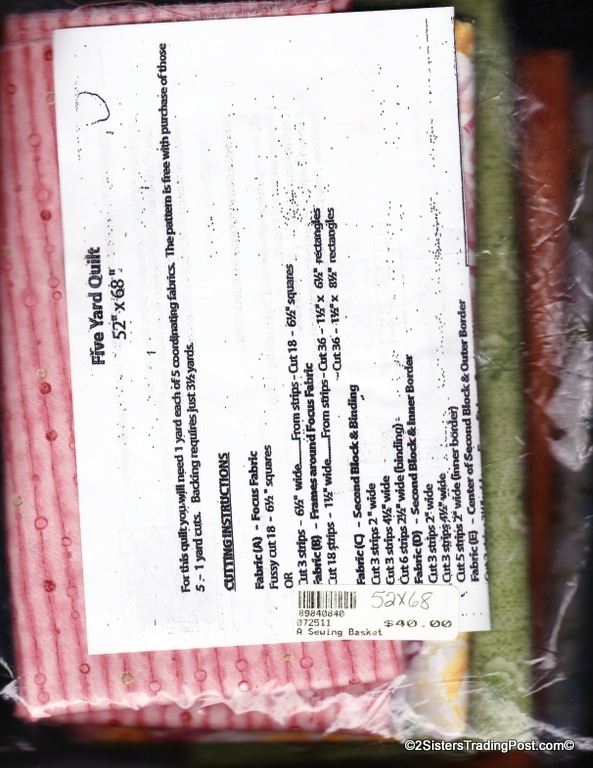 Five Yard Quilt
52" x 68"
For this quilt you will need 1 yard each of 5 coordinating fabrics. The pattern is free with purchase of those
5 - 1 yard cuts. Backing requires just 3½ yards.
CUTTING INSTRUCTIONS
Fabric (A) - Focus Fabric
Fussy cut 18 - 6½" squares
OR
Cut 3 strips - 6½" wide....From strips - Cut 18 - 6½" squares
Fabric (B) - Frames around Focus Fabric
Cut 18 strips - 1½" wide.....From strips - Cut 36 - 1½" x 6½" rectangles
Cut 36 - 1½" x 8½" rectangles
Fabric (C) - Second Block & Binding
Cut 3 strips 2" wide
Cut 3 strips 4½" wide
Cut 6 strips 2½" wide (binding)
Fabric (D) - Second Block & Inner Border
Cut 3 strips 2" wide
Cut 3 strips 4½" wide
Cut 5 strips 2" wide (inner border)
Fabric (E) - Center of Second Block & Outer Border
52X68
89840840
072511
$40.00
A Sewing Basket
©2SistersTradingPost.com©